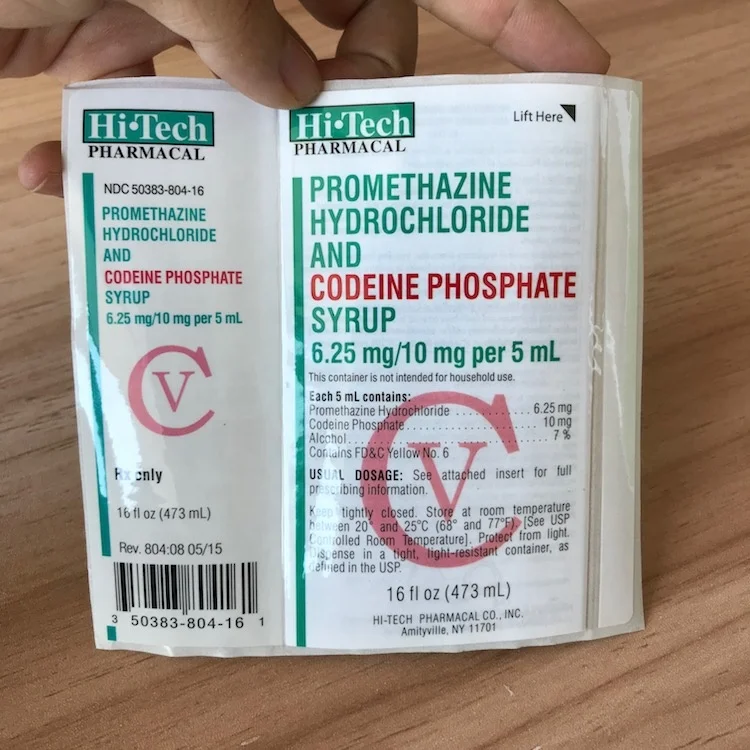 Hi•Tech
PHARMACAL
NDC 50383-804-16
PROMETHAZINE
HYDROCHLORIDE
AND
CODEINE PHOSPHATE
SYRUP
6.25 mg/10 mg per 5 mL
CV
Rx only
16 fl oz (473 mL)
Rev. 804:08 05/15
3 50383-804-16 1
Hi•Tech
PHARMACAL
Lift Here
PROMETHAZINE
HYDROCHLORIDE
AND
CODEINE PHOSPHATE
SYRUP
6.25 mg/10 mg per 5 mL
This container is not intended for household use.
Each 5 mL contains:
Promethazine Hydrochloride ............ 6.25 mg
Codeine Phosphate ............ 10 mg
Alcohol ............ 7 %
Contains FD&C Yellow No. 6
CV
USUAL DOSAGE: See attached insert for full
prescribing information.
Keep tightly closed. Store at room temperature
between 20° and 25°C (68° and 77°F) [See USP
Controlled Room Temperature]. Protect from light.
Dispense in a tight, light-resistant container, as
defined in the USP.
16 fl oz (473 mL)
HI-TECH PHARMACAL CO., INC.
Amityville, NY 11701